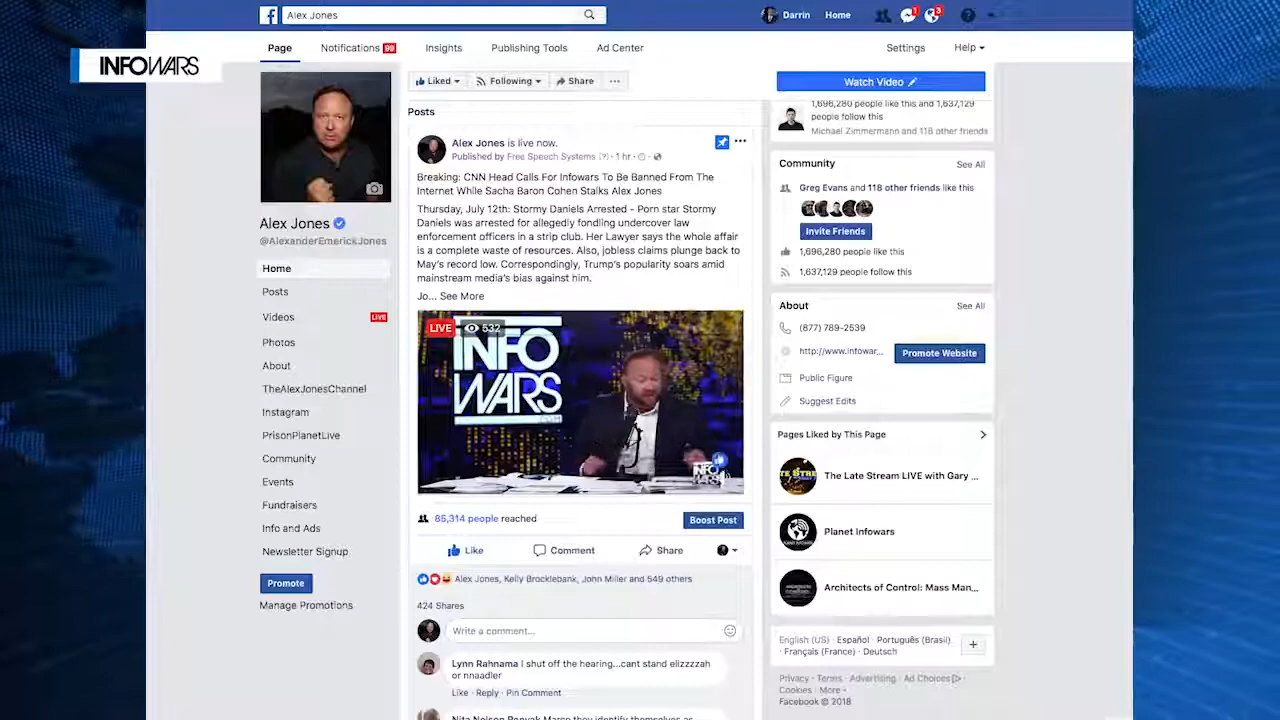 Alex Jones
Darrin Home
1
3
INFOWARS
Page Notifications 99 Insights Publishing Tools Ad Center Settings Help
Liked Following Share ...
Watch Video
Posts
1,696,280 people like this and 1,637,129
people follow this
Michael Zimmermann and 118 other friends
Alex Jones is live now.
Published by Free Speech Systems [?] · 1 hr ·
Breaking: CNN Head Calls For Infowars To Be Banned From The
Internet While Sacha Baron Cohen Stalks Alex Jones
Thursday, July 12th: Stormy Daniels Arrested - Porn star Stormy
Daniels was arrested for allegedly fondling undercover law
enforcement officers in a strip club. Her Lawyer says the whole affair
is a complete waste of resources. Also, jobless claims plunge back to
May's record low. Correspondingly, Trump's popularity soars amid
mainstream media's bias against him.
Jo... See More
LIVE 532
INFO
WARS
.com
INFO
WARS
85,314 people reached
Boost Post
Like Comment Share
Alex Jones, Kelly Brocklebank, John Miller and 549 others
424 Shares
Write a comment...
Lynn Rahnama I shut off the hearing...cant stand elizzzzah
or nnaadler
Like · Reply · Pin Comment
Alex Jones
@AlexanderEmerickJones
Home
Posts
Videos LIVE
Photos
About
TheAlexJonesChannel
Instagram
PrisonPlanetLive
Community
Events
Fundraisers
Info and Ads
Newsletter Signup
Promote
Manage Promotions
Community See All
Greg Evans and 118 other friends like this
Invite Friends
1,696,280 people like this
1,637,129 people follow this
About See All
(877) 789-2539
http://www.infowar... Promote Website
Public Figure
Suggest Edits
Pages Liked by This Page
The Late Stream LIVE with Gary ...
Planet Infowars
Architects of Control: Mass Man...
English (US) · Español · Português (Brasil)
· Français (France) · Deutsch
Privacy · Terms · Advertising · Ad Choices
Cookies · More
Facebook © 2018